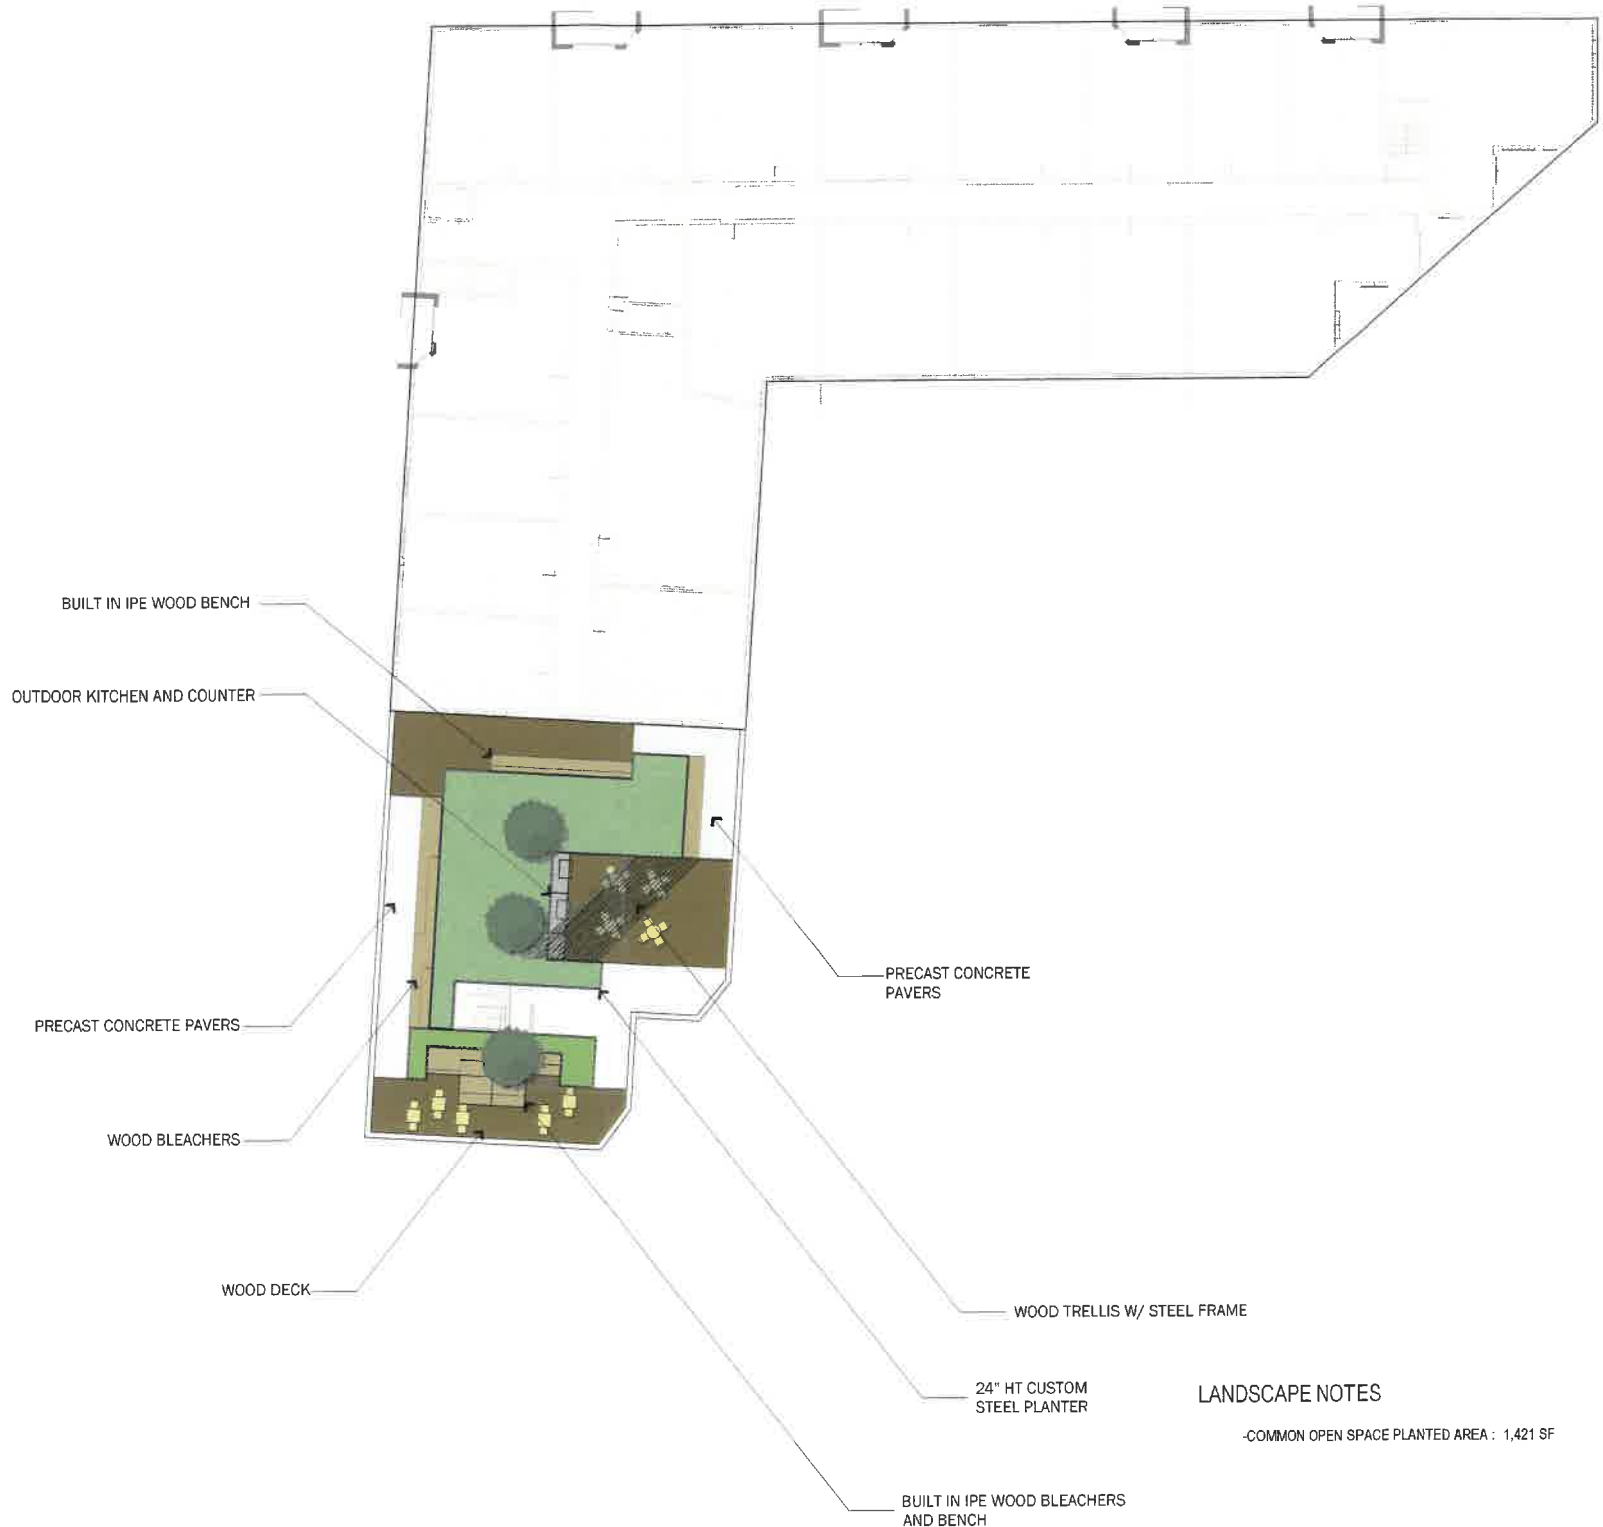 BUILT IN IPE WOOD BENCH
OUTDOOR KITCHEN AND COUNTER
PRECAST CONCRETE
PAVERS
PRECAST CONCRETE PAVERS
WOOD BLEACHERS
WOOD DECK
WOOD TRELLIS W/ STEEL FRAME
24" HT CUSTOM
STEEL PLANTER
LANDSCAPE NOTES
-COMMON OPEN SPACE PLANTED AREA : 1,421 SF
BUILT IN IPE WOOD BLEACHERS
AND BENCH